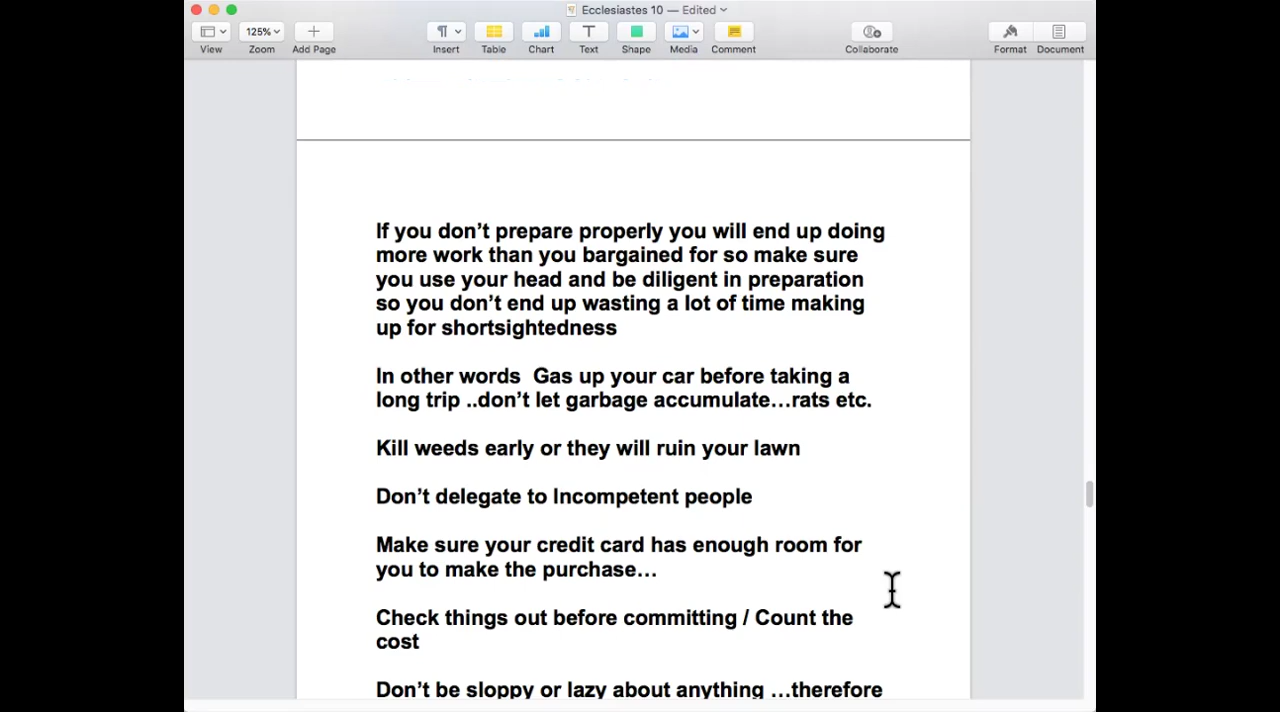 Ecclesiastes 10 — Edited
125%
View
Zoom
Add Page
Insert
Table
Chart
Text
Shape
Media
Comment
Collaborate
Format
Document
If you don’t prepare properly you will end up doing
more work than you bargained for so make sure
you use your head and be diligent in preparation
so you don’t end up wasting a lot of time making
up for shortsightedness
In other words  Gas up your car before taking a
long trip ..don’t let garbage accumulate…rats etc.
Kill weeds early or they will ruin your lawn
Don’t delegate to Incompetent people
Make sure your credit card has enough room for
you to make the purchase…
Check things out before committing / Count the
cost
Don’t be sloppy or lazy about anything …therefore